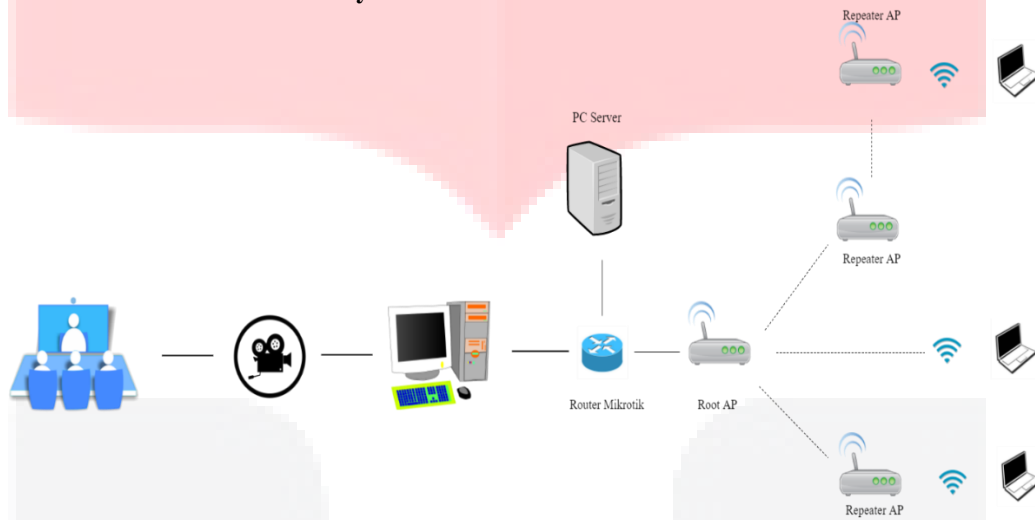 Repeater AP
PC Server
Repeater AP
Router Mikrotik
Root AP
Repeater AP